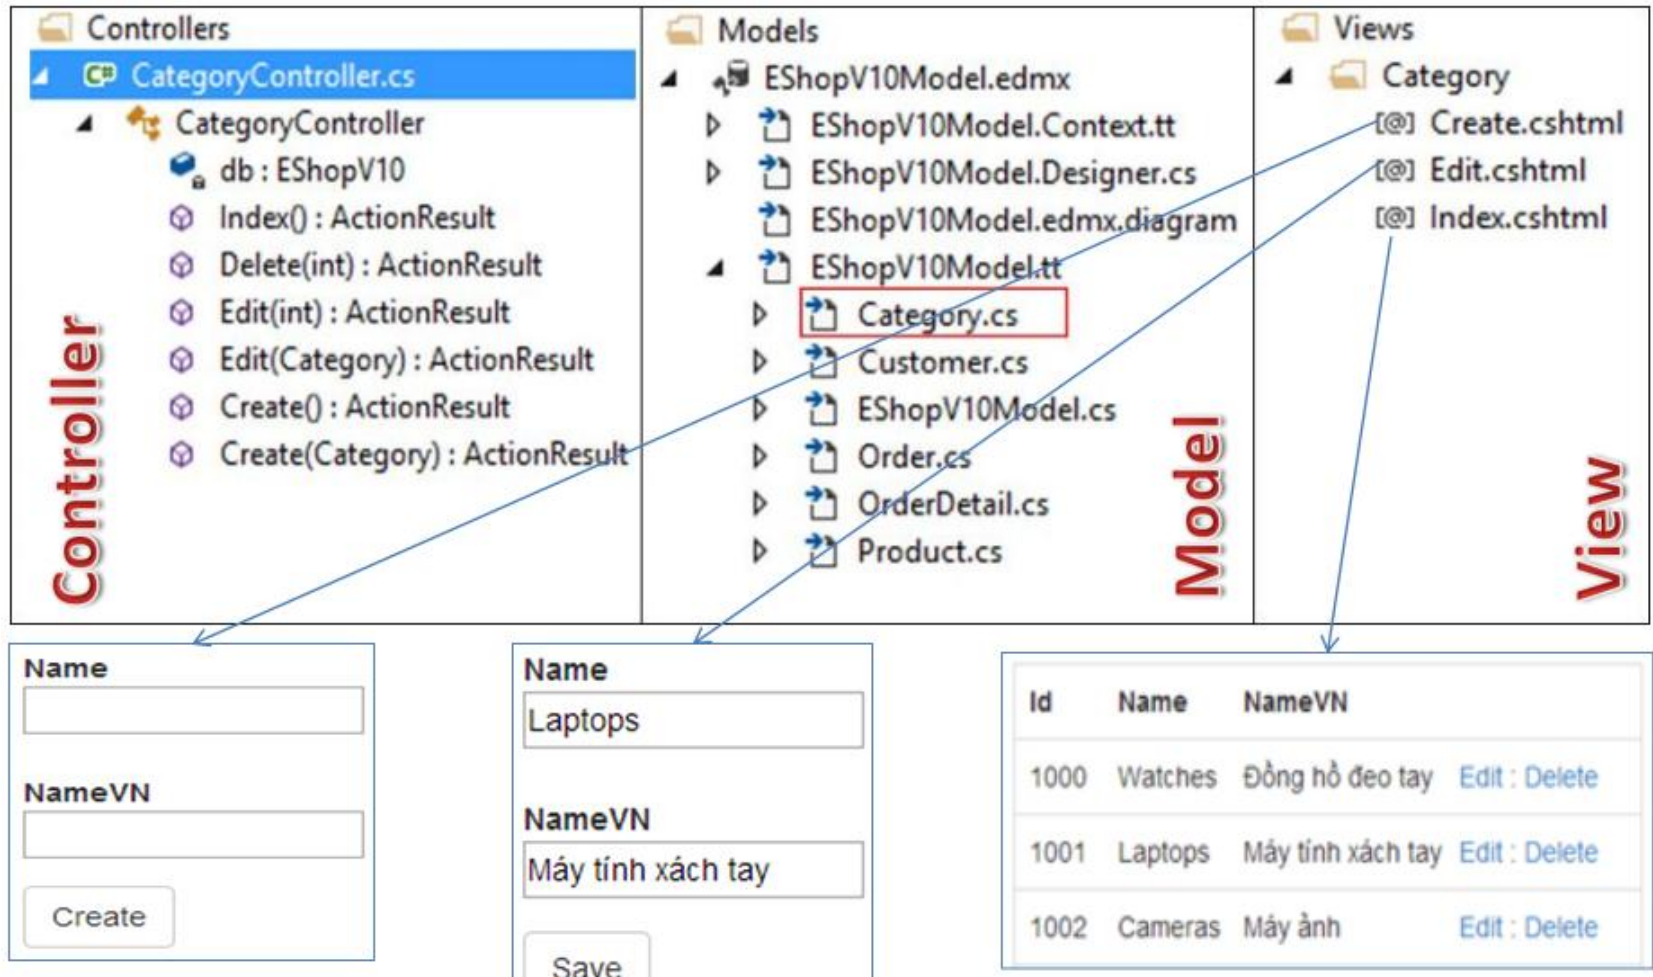 Controllers
CategoryController.cs
CategoryController
db : EShopV10
Index() : ActionResult
Delete(int) : ActionResult
Edit(int) : ActionResult
Edit(Category) : ActionResult
Create() : ActionResult
Create(Category) : ActionResult
Controller
Models
EShopV10Model.edmx
EShopV10Model.Context.tt
EShopV10Model.Designer.cs
EShopV10Model.edmx.diagram
EShopV10Model.tt
Category.cs
Customer.cs
EShopV10Model.cs
Order.cs
OrderDetail.cs
Product.cs
Model
Views
Category
[@] Create.cshtml
[@] Edit.cshtml
[@] Index.cshtml
View
Name
NameVN
Create
Name
Laptops
NameVN
Máy tính xách tay
Save
Id Name NameVN
1000 Watches Đồng hồ đeo tay Edit : Delete
1001 Laptops Máy tính xách tay Edit : Delete
1002 Cameras Máy ảnh Edit : Delete